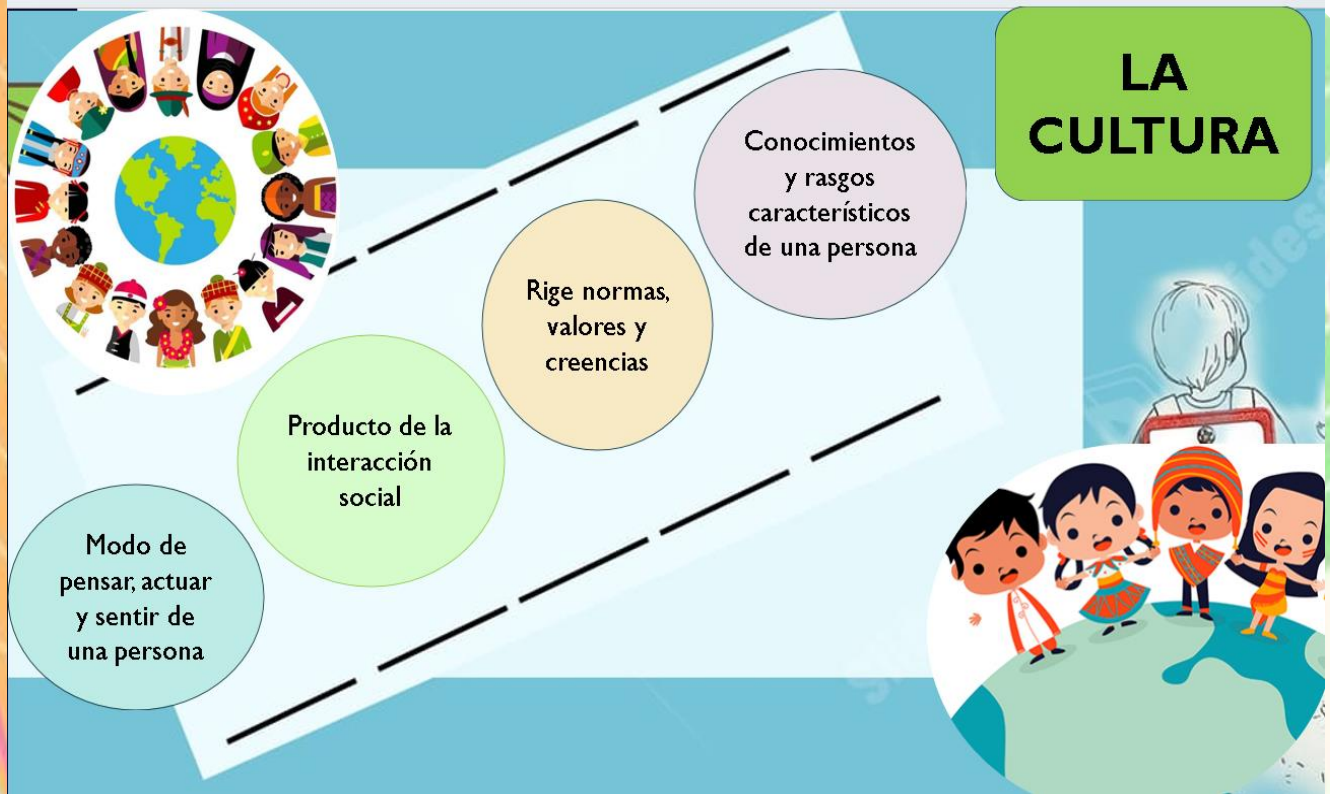 LA
CULTURA
Conocimientos
y rasgos
característicos
de una persona
Rige normas,
valores y
creencias
Producto de la
interacción
social
Modo de
pensar, actuar
y sentir de
una persona